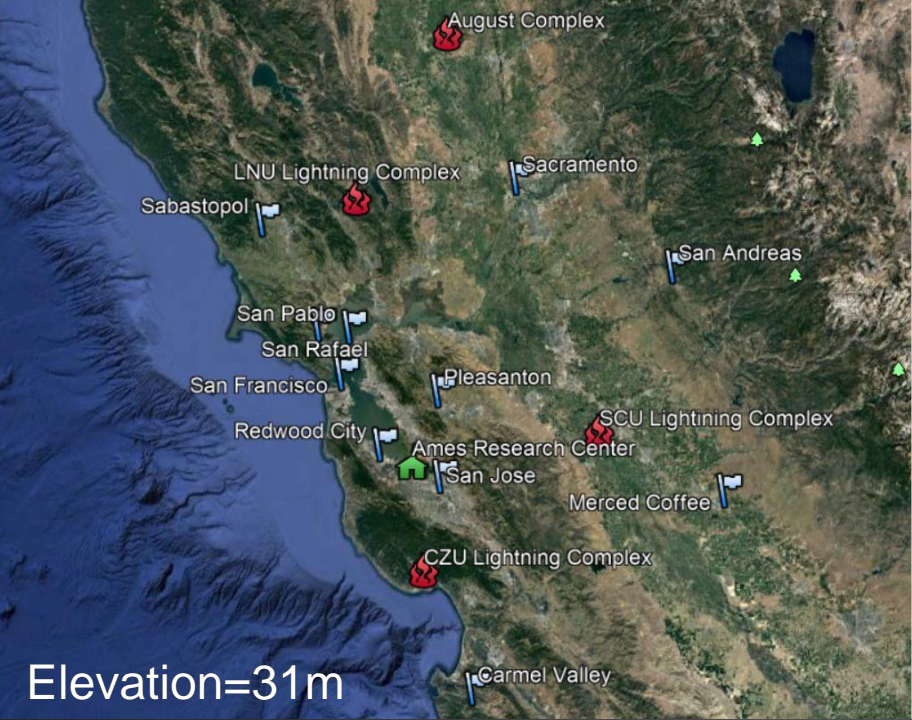 August Complex
LNU Lightning Complex
Sacramento
Sabastopol
San Andreas
San Pablo
San Rafael
San Francisco
Pleasanton
SCU Lightining Complex
Redwood City
Ames Research Center
San Jose
Merced Coffee
CZU Lightning Complex
Carmel Valley
Elevation=31m